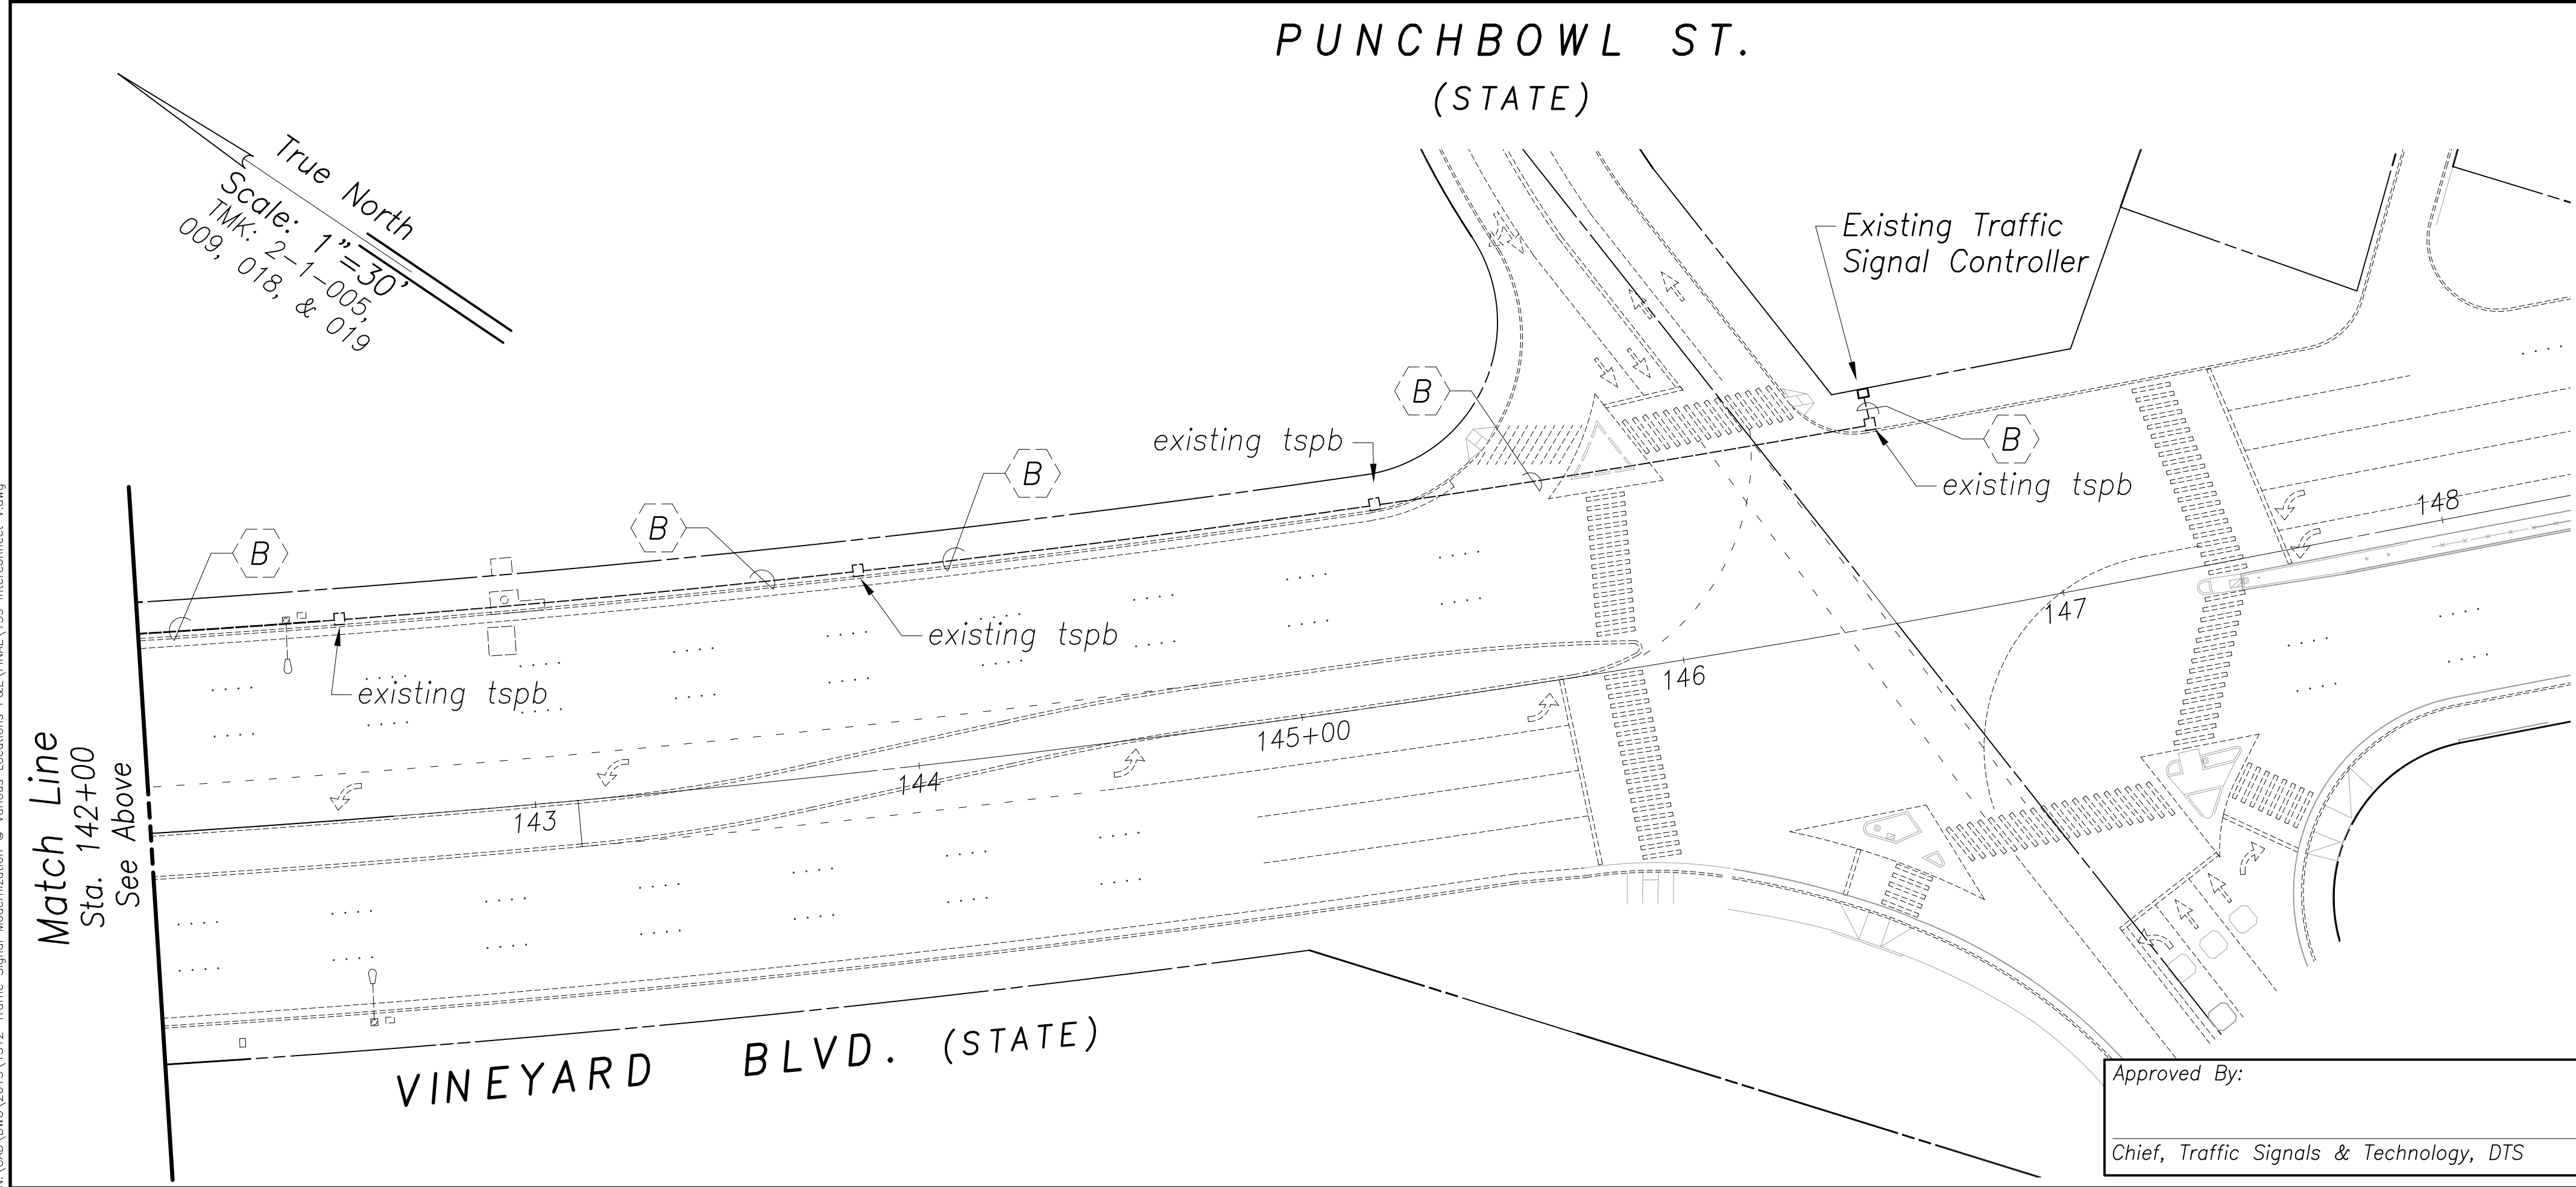 PUNCHBOWL ST.
(STATE)
True North
Scale: 1"=30'
TMK: 2-1-005,
009, 018, & 019
Existing Traffic
Signal Controller
B
existing tspb
B
B
existing tspb
B
B
existing tspb
existing tspb
148
147
146
145+00
144
143
Match Line
Sta. 142+00
See Above
VINEYARD BLVD. (STATE)
Approved By:
Chief, Traffic Signals & Technology, DTS